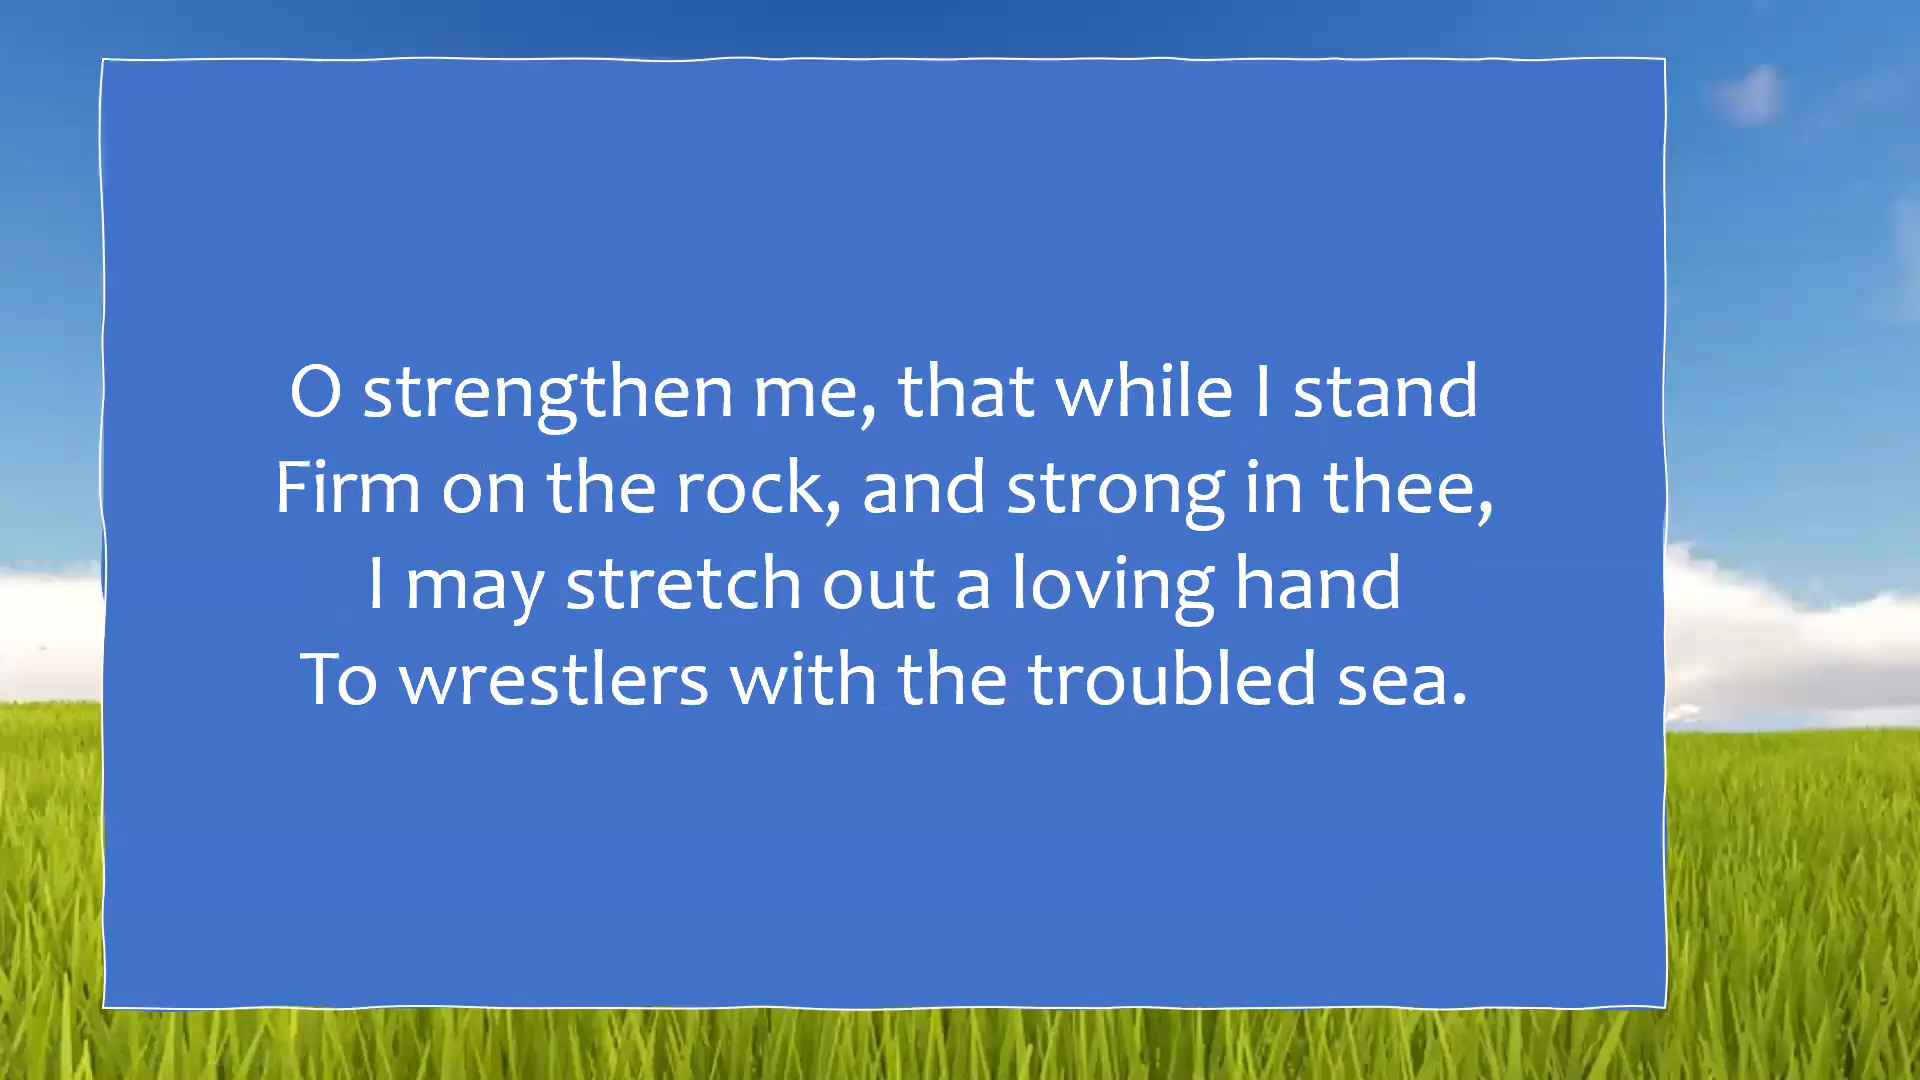 O strengthen me, that while I stand
Firm on the rock, and strong in thee,
I may stretch out a loving hand
To wrestlers with the troubled sea.